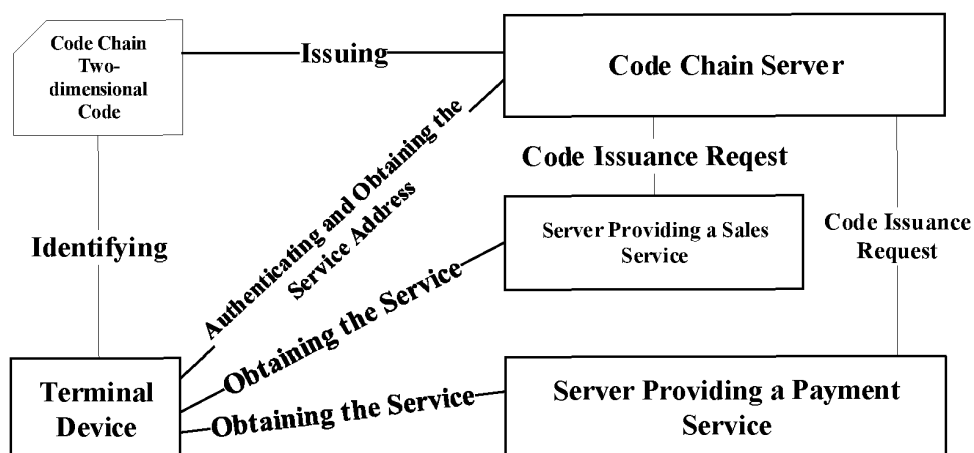 Code Chain
Two-
dimensional
Code
Issuing
Code Chain Server
Authenticating and Obtaining the
Service Address
Code Issuance Reqest
Identifying
Server Providing a Sales
Service
Code Issuance
Request
Obtaining the Service
Terminal
Device
Obtaining the Service
Server Providing a Payment
Service